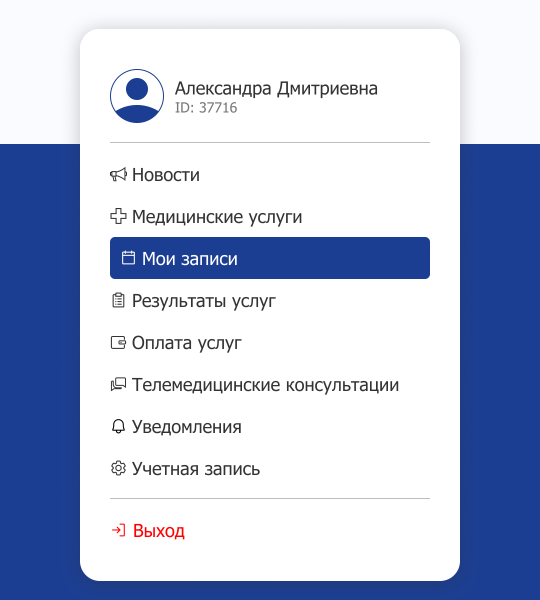 Александра Дмитриевна
ID: 37716
Новости
Медицинские услуги
Мои записи
Результаты услуг
Оплата услуг
Телемедицинские консультации
Уведомления
Учетная запись
Выход